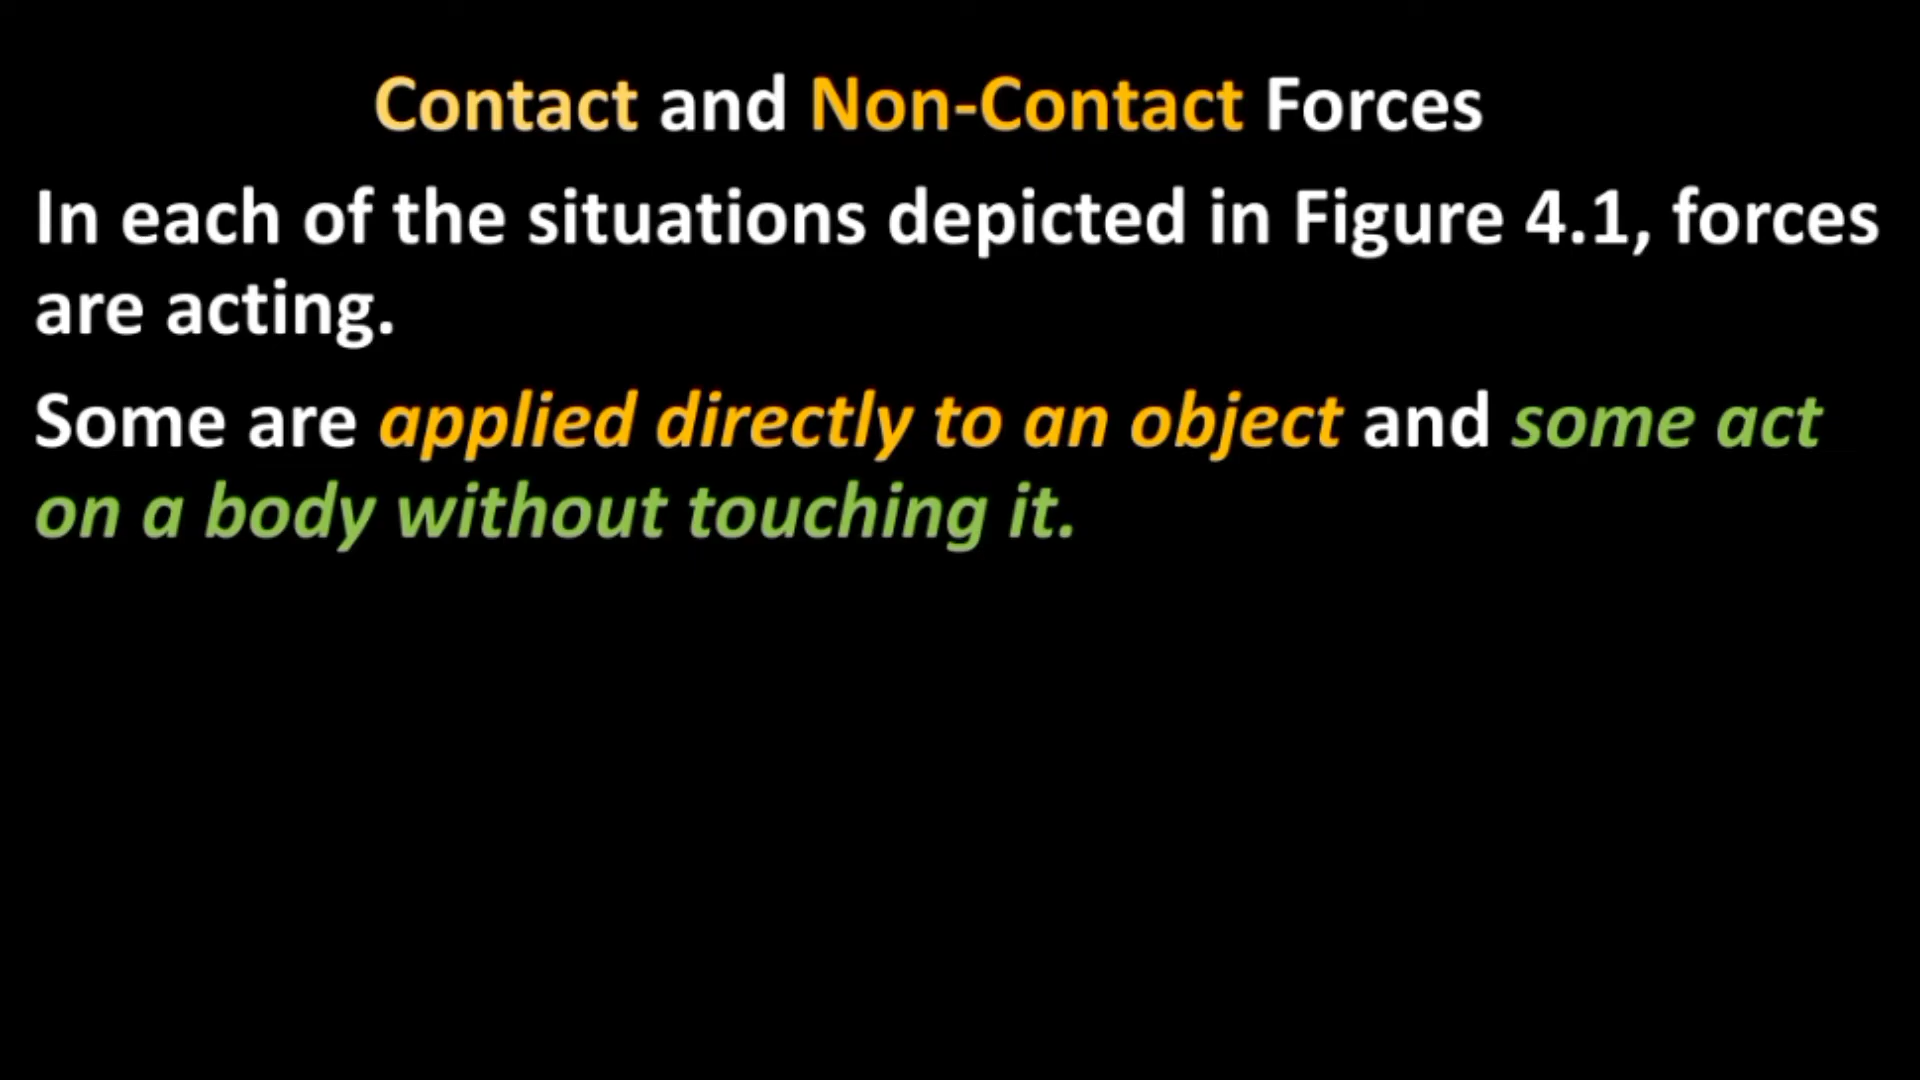 Contact and Non-Contact Forces
In each of the situations depicted in Figure 4.1, forces
are acting.
Some are applied directly to an object and some act
on a body without touching it.